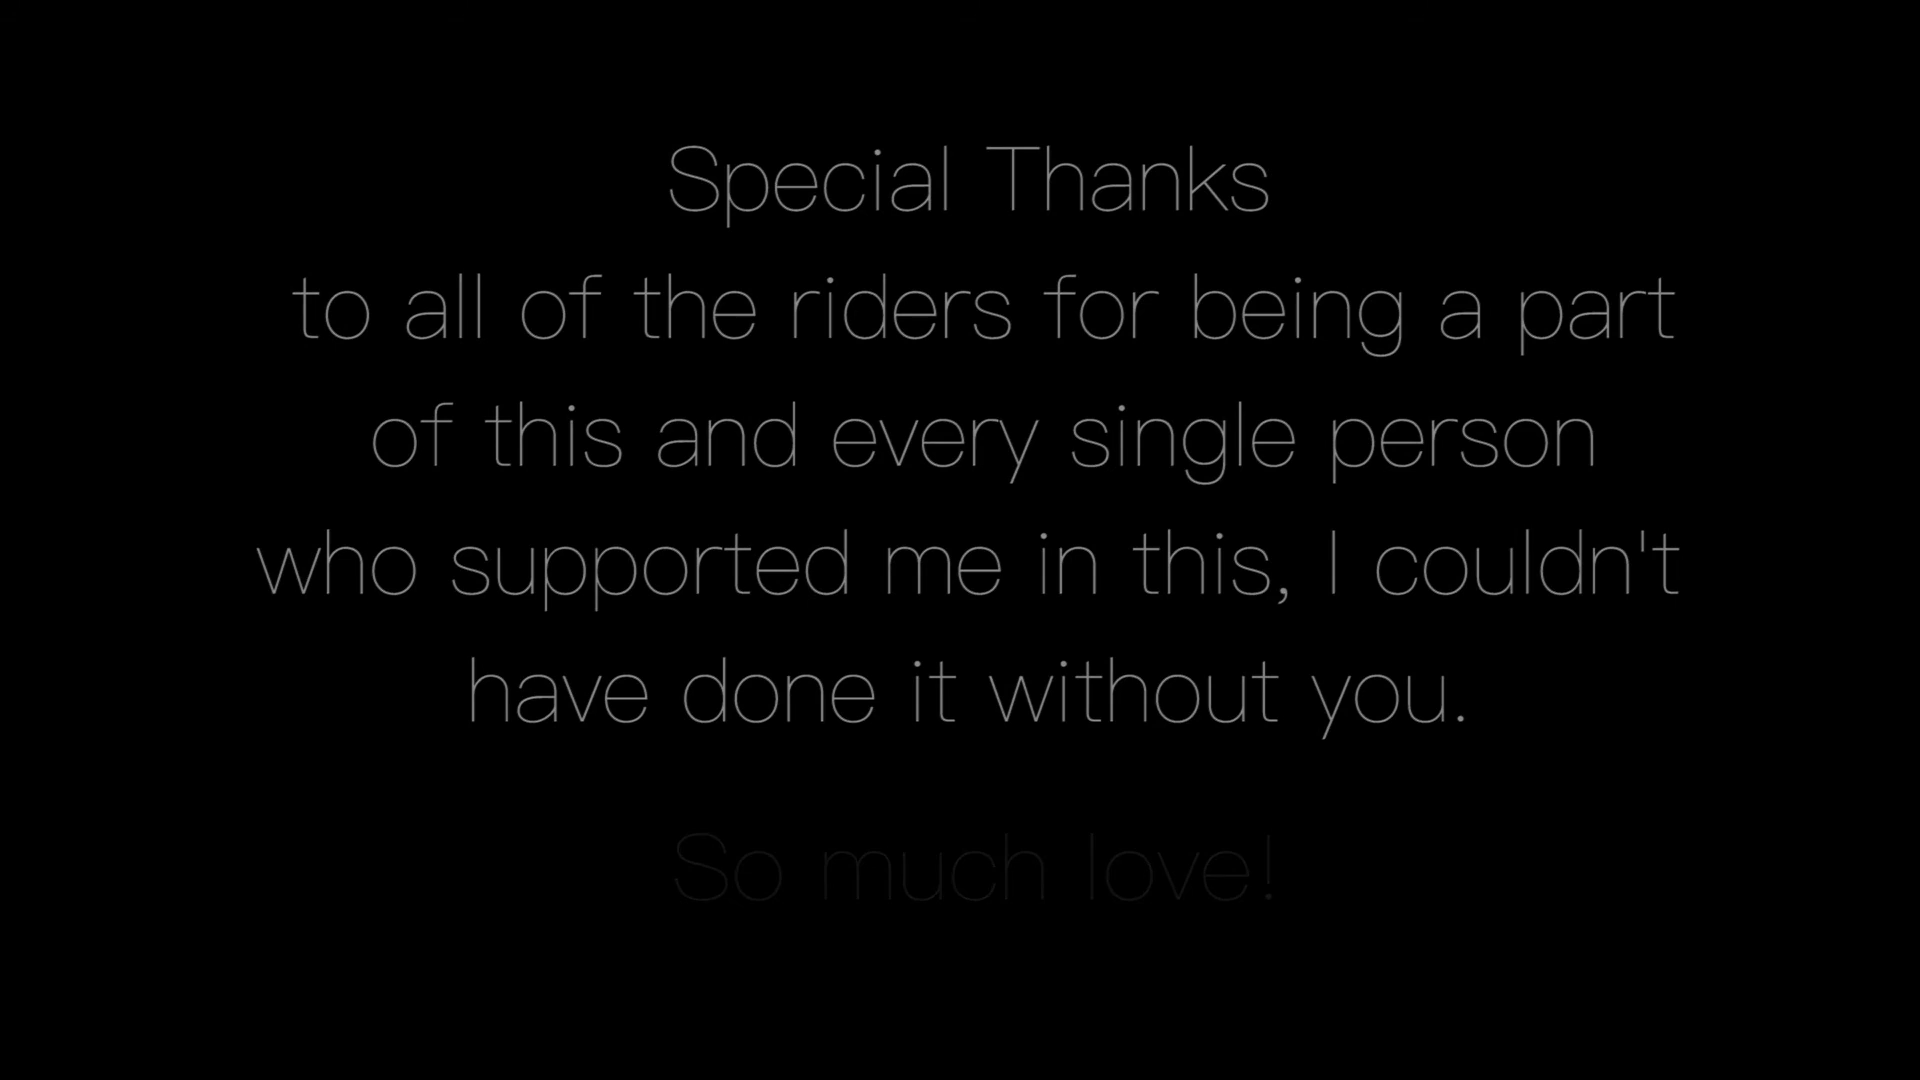 Special Thanks
to all of the riders for being a part
of this and every single person
who supported me in this, I couldn't
have done it without you.
So much love!